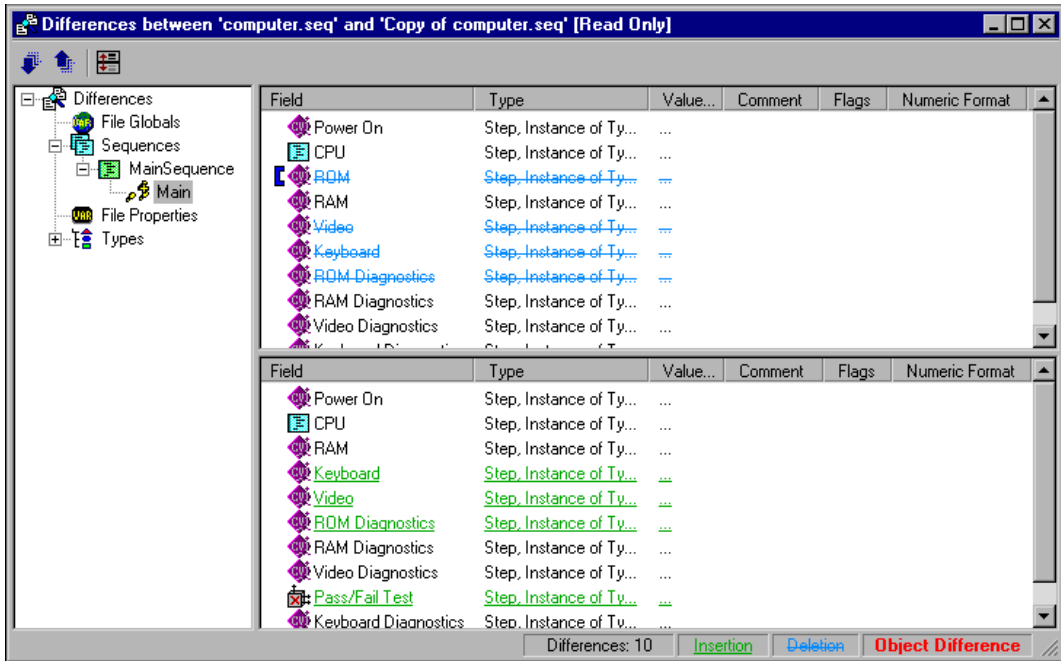 Differences between 'computer.seq' and 'Copy of computer.seq' [Read Only]
Differences
File Globals
Sequences
MainSequence
Main
File Properties
Types
Field Type Value... Comment Flags Numeric Format
Power On Step, Instance of Ty... ...
CPU Step, Instance of Ty... ...
ROM Step, Instance of Ty... ...
RAM Step, Instance of Ty... ...
Video Step, Instance of Ty... ...
Keyboard Step, Instance of Ty... ...
ROM Diagnostics Step, Instance of Ty... ...
RAM Diagnostics Step, Instance of Ty... ...
Video Diagnostics Step, Instance of Ty... ...
Field Type Value... Comment Flags Numeric Format
Power On Step, Instance of Ty... ...
CPU Step, Instance of Ty... ...
RAM Step, Instance of Ty... ...
Keyboard Step, Instance of Ty... ...
Video Step, Instance of Ty... ...
ROM Diagnostics Step, Instance of Ty... ...
RAM Diagnostics Step, Instance of Ty... ...
Video Diagnostics Step, Instance of Ty... ...
Pass/Fail Test Step, Instance of Ty... ...
Keyboard Diagnostics Step, Instance of Ty... ...
Differences: 10 Insertion Deletion Object Difference